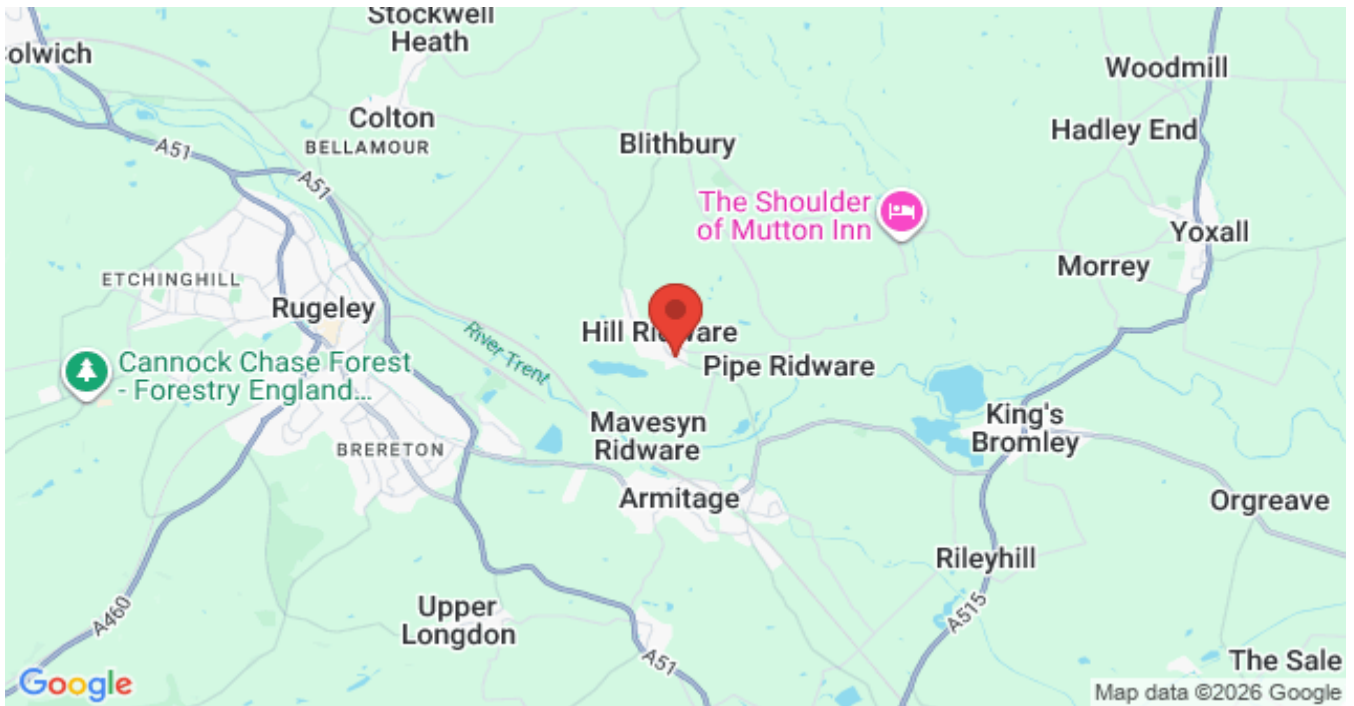 Stockwell
Heath
olwich
Woodmill
Colton
BELLAMOUR
Hadley End
Blithbury
A51
A51
The Shoulder
of Mutton Inn
Yoxall
Morrey
ETCHINGHILL
Rugeley
River Trent
Hill Ridware
Pipe Ridware
Cannock Chase Forest
- Forestry England...
Mavesyn
Ridware
King's
Bromley
BRERETON
Armitage
Orgreave
Rileyhill
A460
Upper
Longdon
A515
A51
The Sale
Google
Map data ©2026 Google